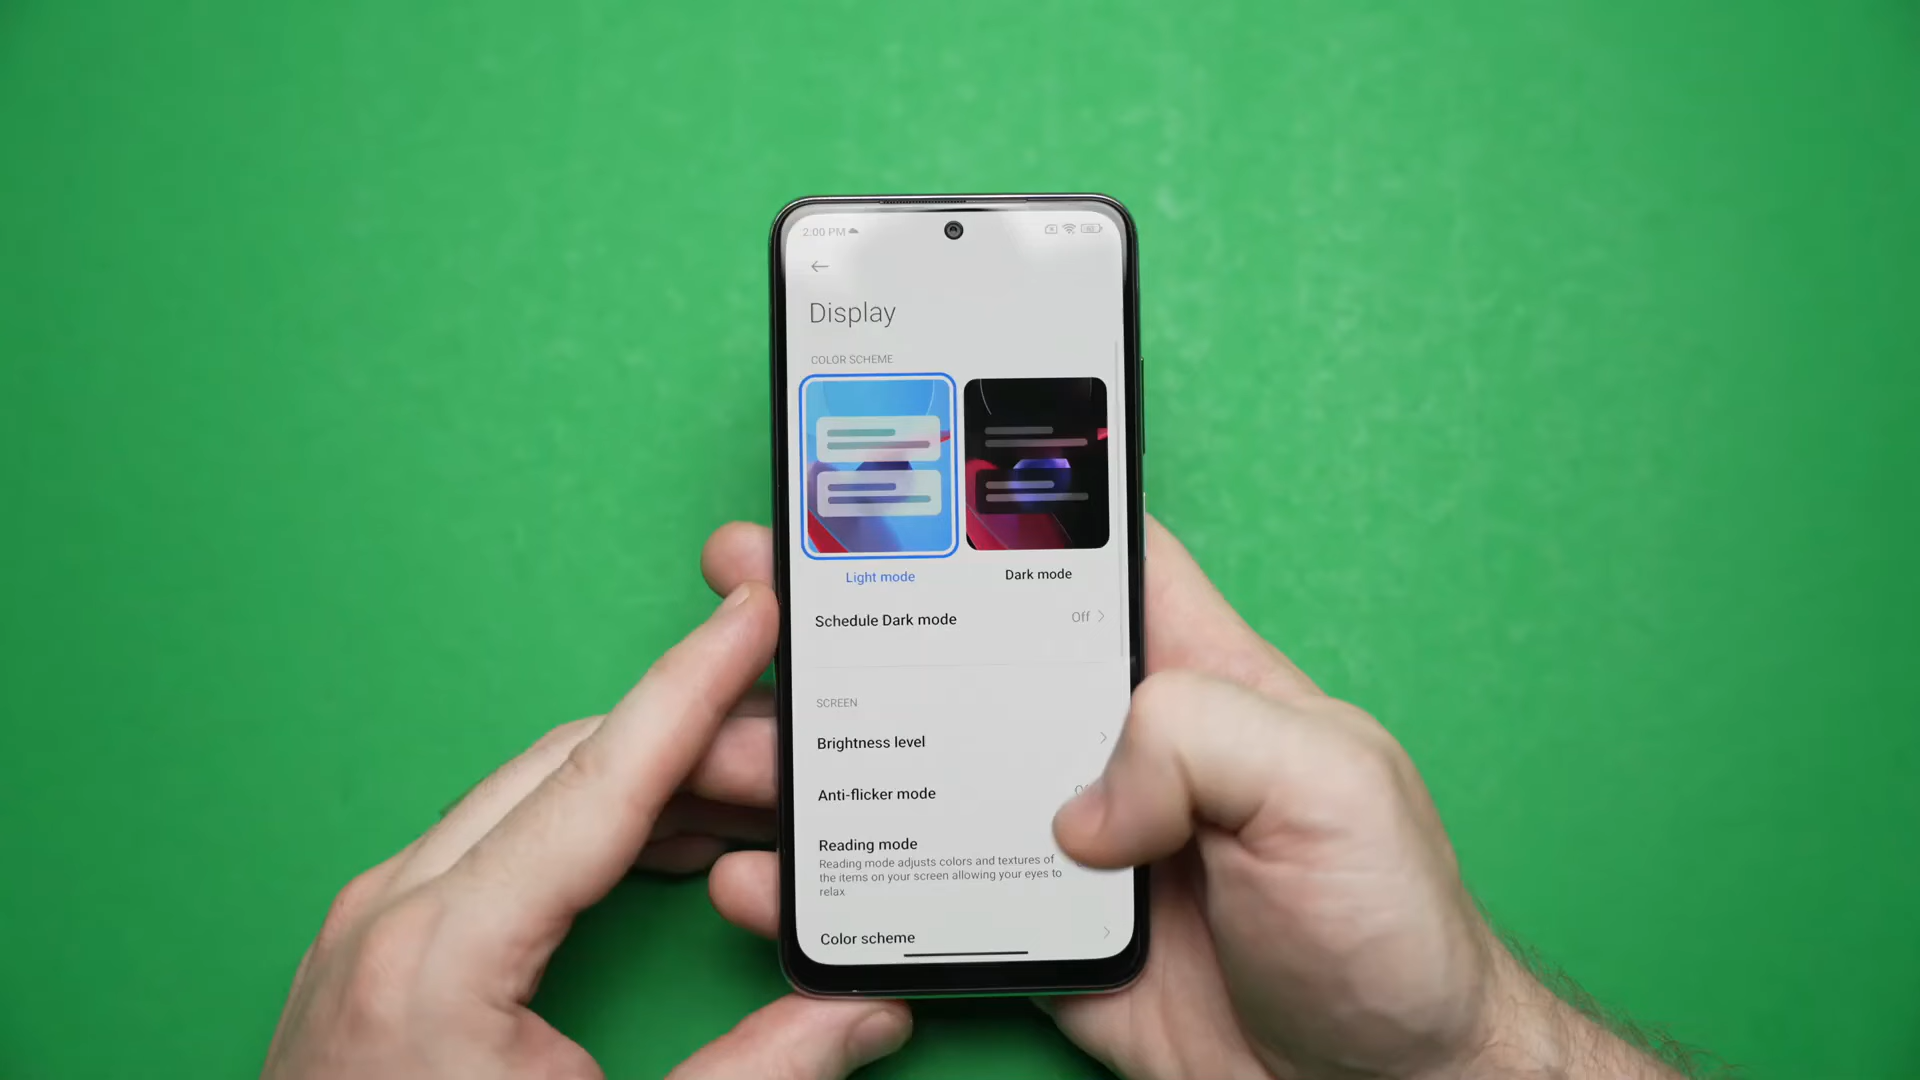 2:00 PM
Display
COLOR SCHEME
Light mode
Dark mode
Schedule Dark mode
Off
SCREEN
Brightness level
Anti-flicker mode
Reading mode
Reading mode adjusts colors and textures of
the items on your screen allowing your eyes to
relax
Color scheme